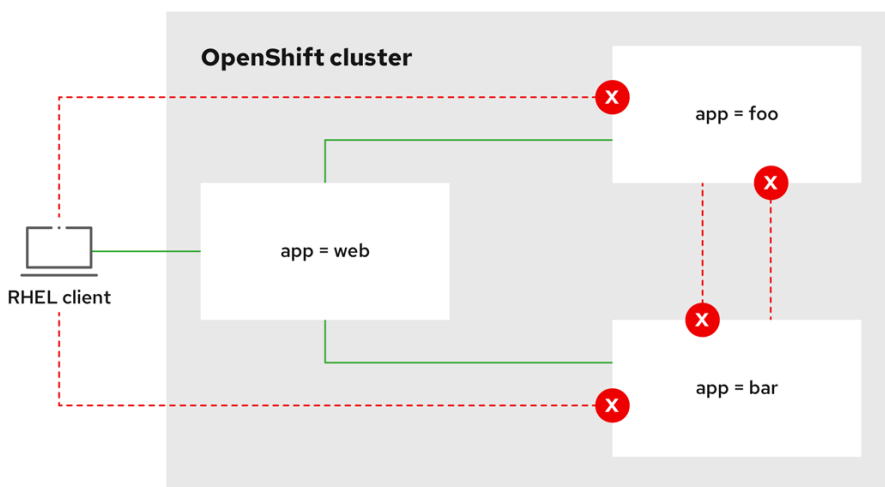 OpenShift cluster
X
app = foo
X
app = web
RHEL client
X
app = bar
X